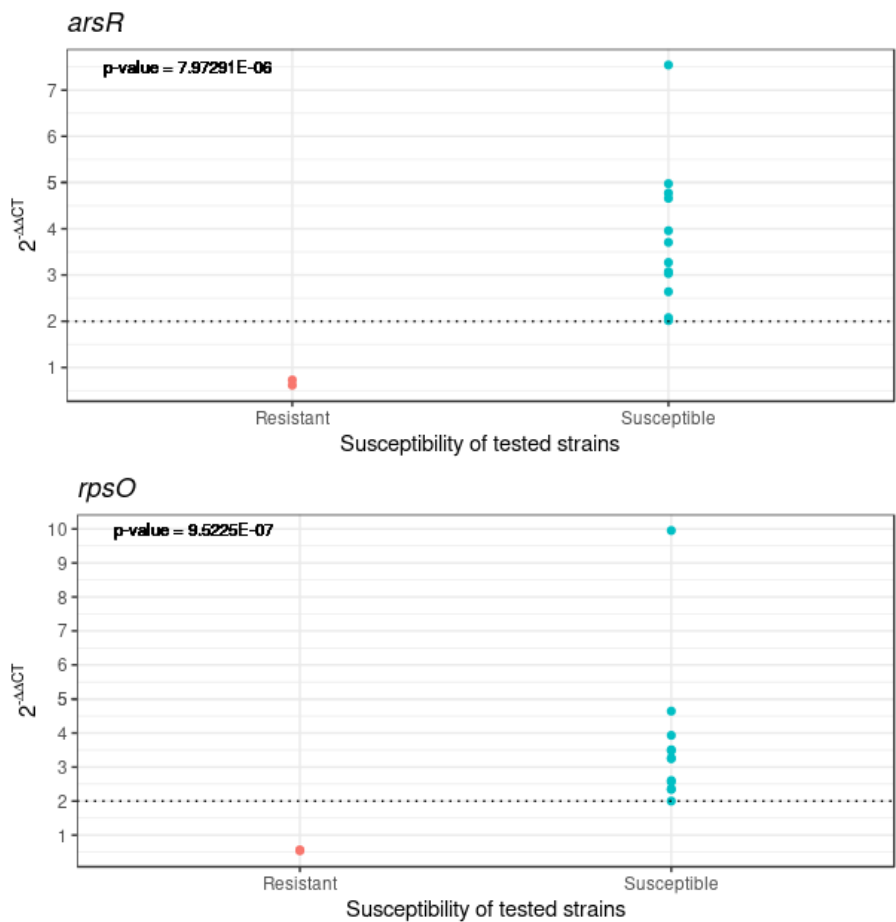 arsR
p-value = 7.97291E-06
7
6
5
4
3
2
1
2^-ΔΔCT
Resistant Susceptible
Susceptibility of tested strains
rpsO
p-value = 9.5225E-07
10
9
8
7
6
5
4
3
2
1
2^-ΔΔCT
Resistant Susceptible
Susceptibility of tested strains